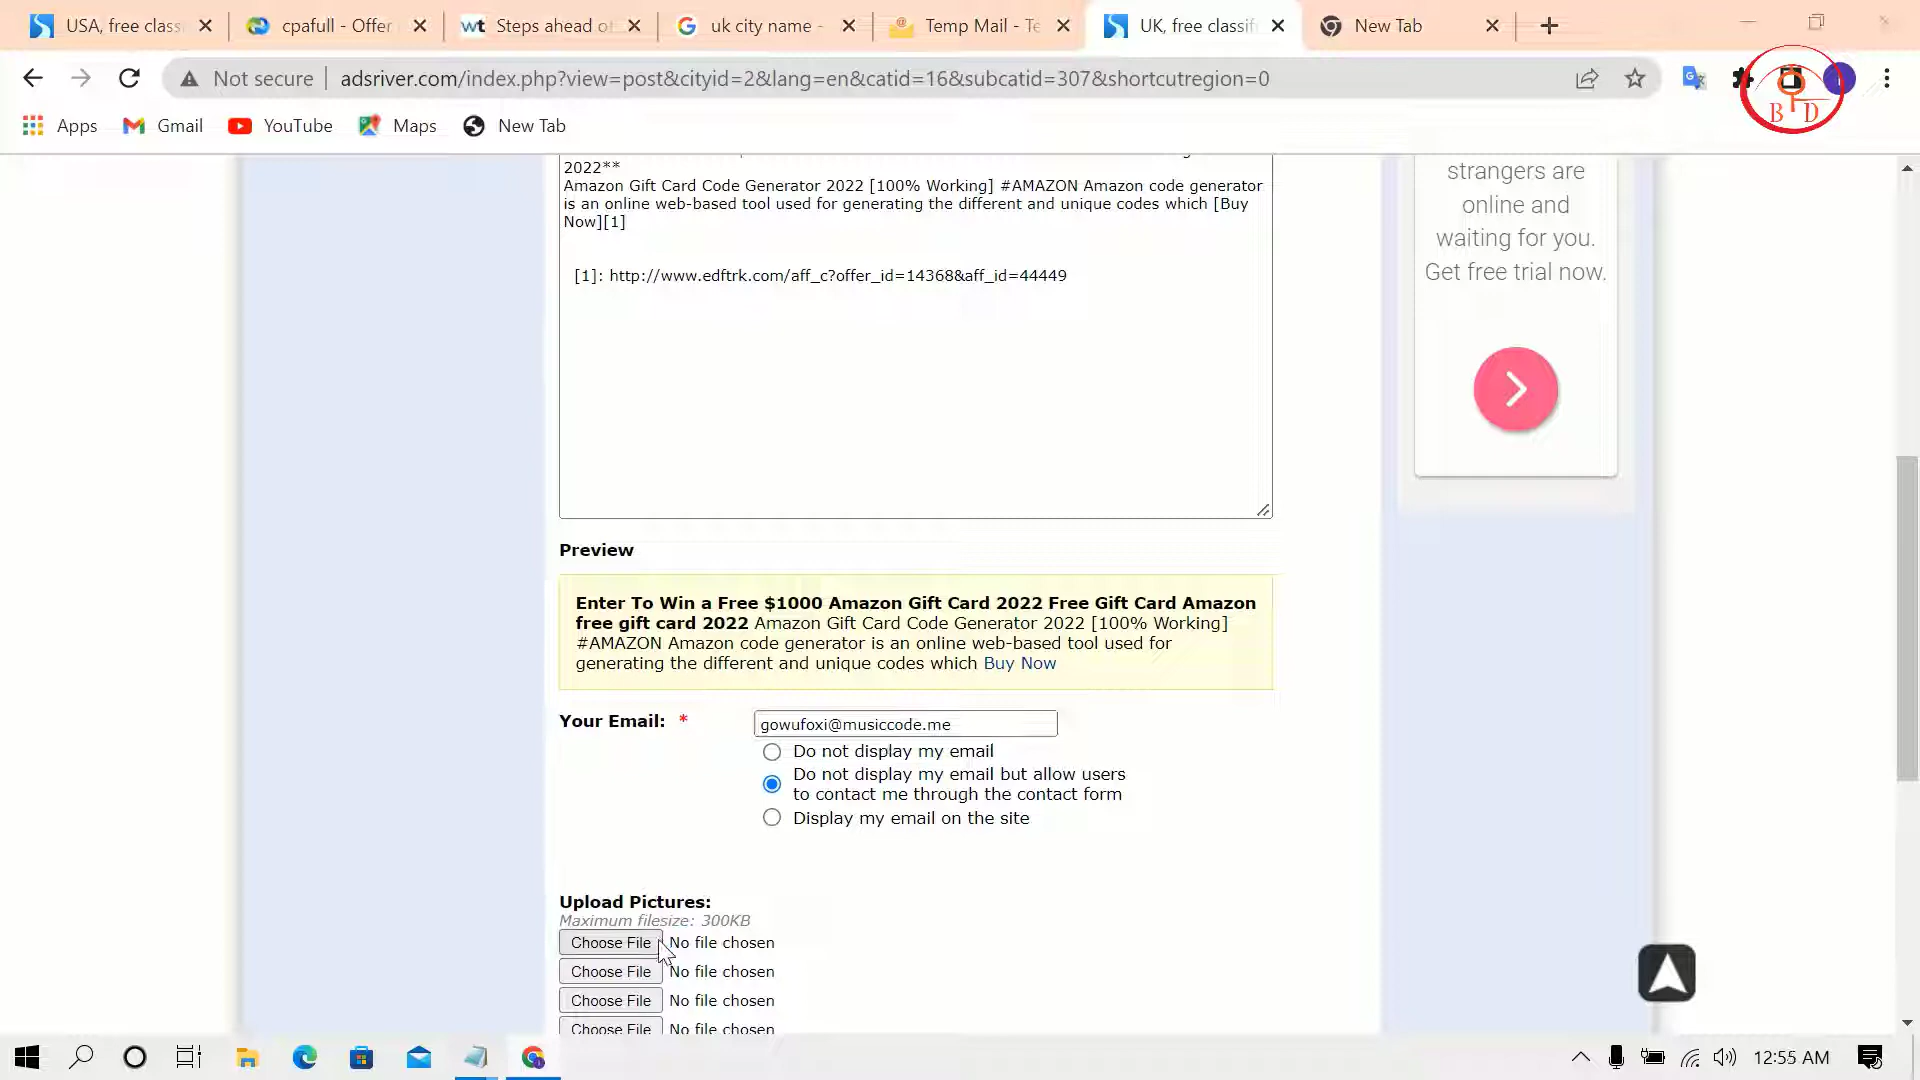 USA, free class
cpafull - Offer
Steps ahead of
uk city name -
Temp Mail - Te
UK, free classif
New Tab
Not secure
adsriver.com/index.php?view=post&cityid=2&lang=en&catid=16&subcatid=307&shortcutregion=0
Apps
Gmail
YouTube
Maps
New Tab
B D
2022**
Amazon Gift Card Code Generator 2022 [100% Working] #AMAZON Amazon code generator
is an online web-based tool used for generating the different and unique codes which [Buy
Now][1]
[1]: http://www.edftrk.com/aff_c?offer_id=14368&aff_id=44449
strangers are
online and
waiting for you.
Get free trial now.
Preview
Enter To Win a Free $1000 Amazon Gift Card 2022 Free Gift Card Amazon
free gift card 2022 Amazon Gift Card Code Generator 2022 [100% Working]
#AMAZON Amazon code generator is an online web-based tool used for
generating the different and unique codes which Buy Now
Your Email: *
gowufoxi@musiccode.me
Do not display my email
Do not display my email but allow users
to contact me through the contact form
Display my email on the site
Upload Pictures:
Maximum filesize: 300KB
Choose File No file chosen
Choose File No file chosen
Choose File No file chosen
Choose File No file chosen
12:55 AM